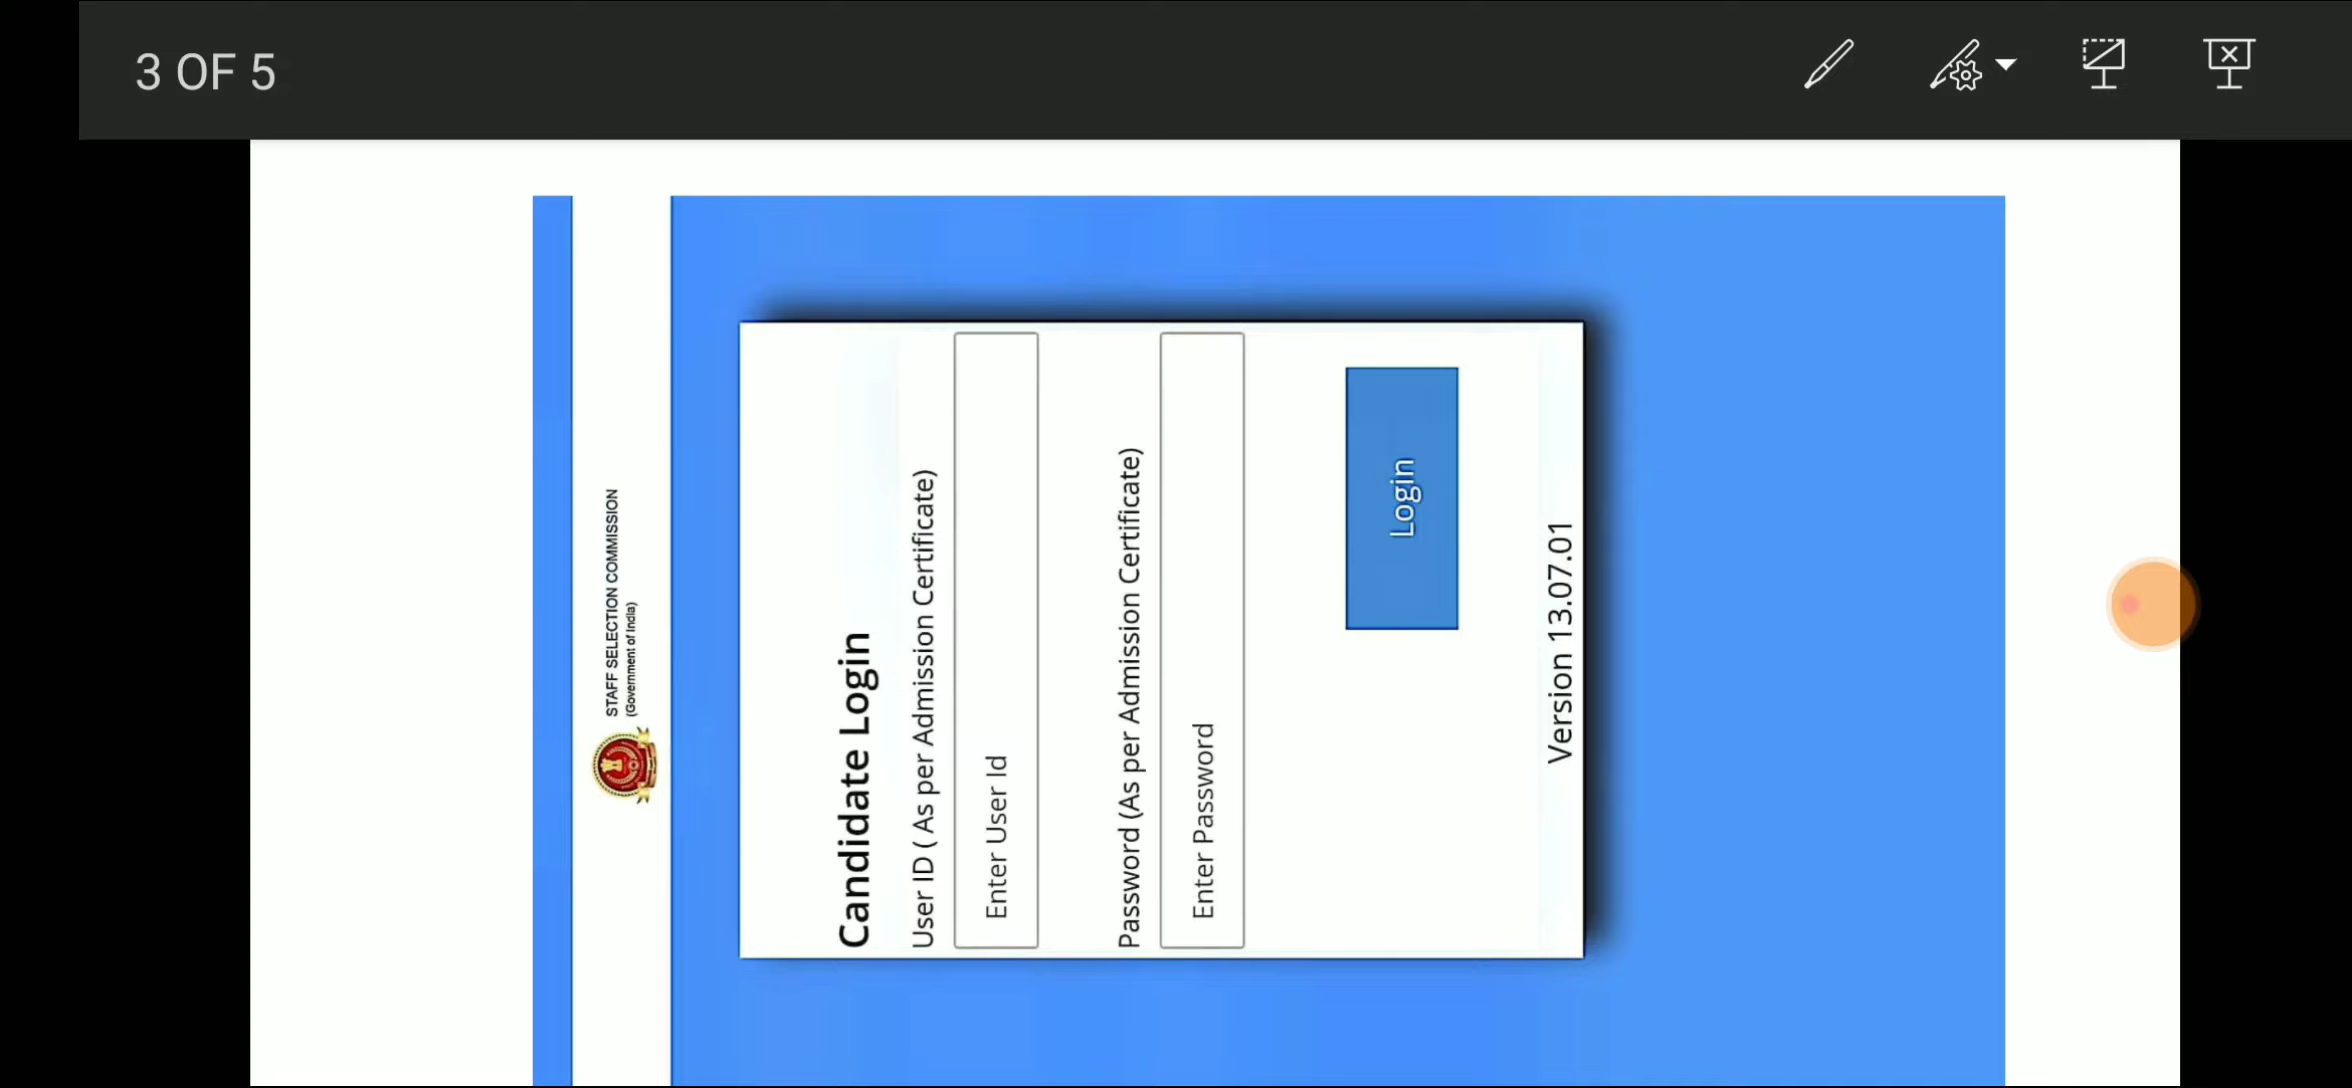 3 OF 5
STAFF SELECTION COMMISSION
(Government of India)
Candidate Login
User ID ( As per Admission Certificate)
Enter User Id
Password (As per Admission Certificate)
Enter Password
Login
Version 13.07.01